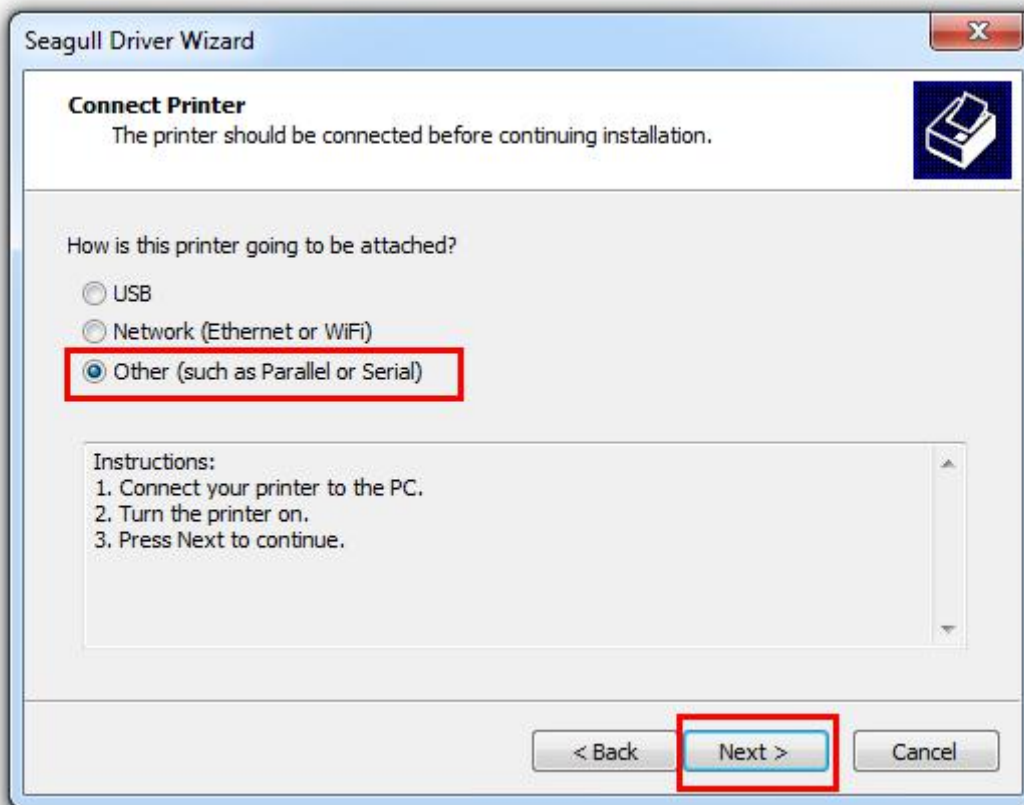 Seagull Driver Wizard
Connect Printer
The printer should be connected before continuing installation.
How is this printer going to be attached?
USB
Network (Ethernet or WiFi)
Other (such as Parallel or Serial)
Instructions:
1. Connect your printer to the PC.
2. Turn the printer on.
3. Press Next to continue.
< Back Next > Cancel